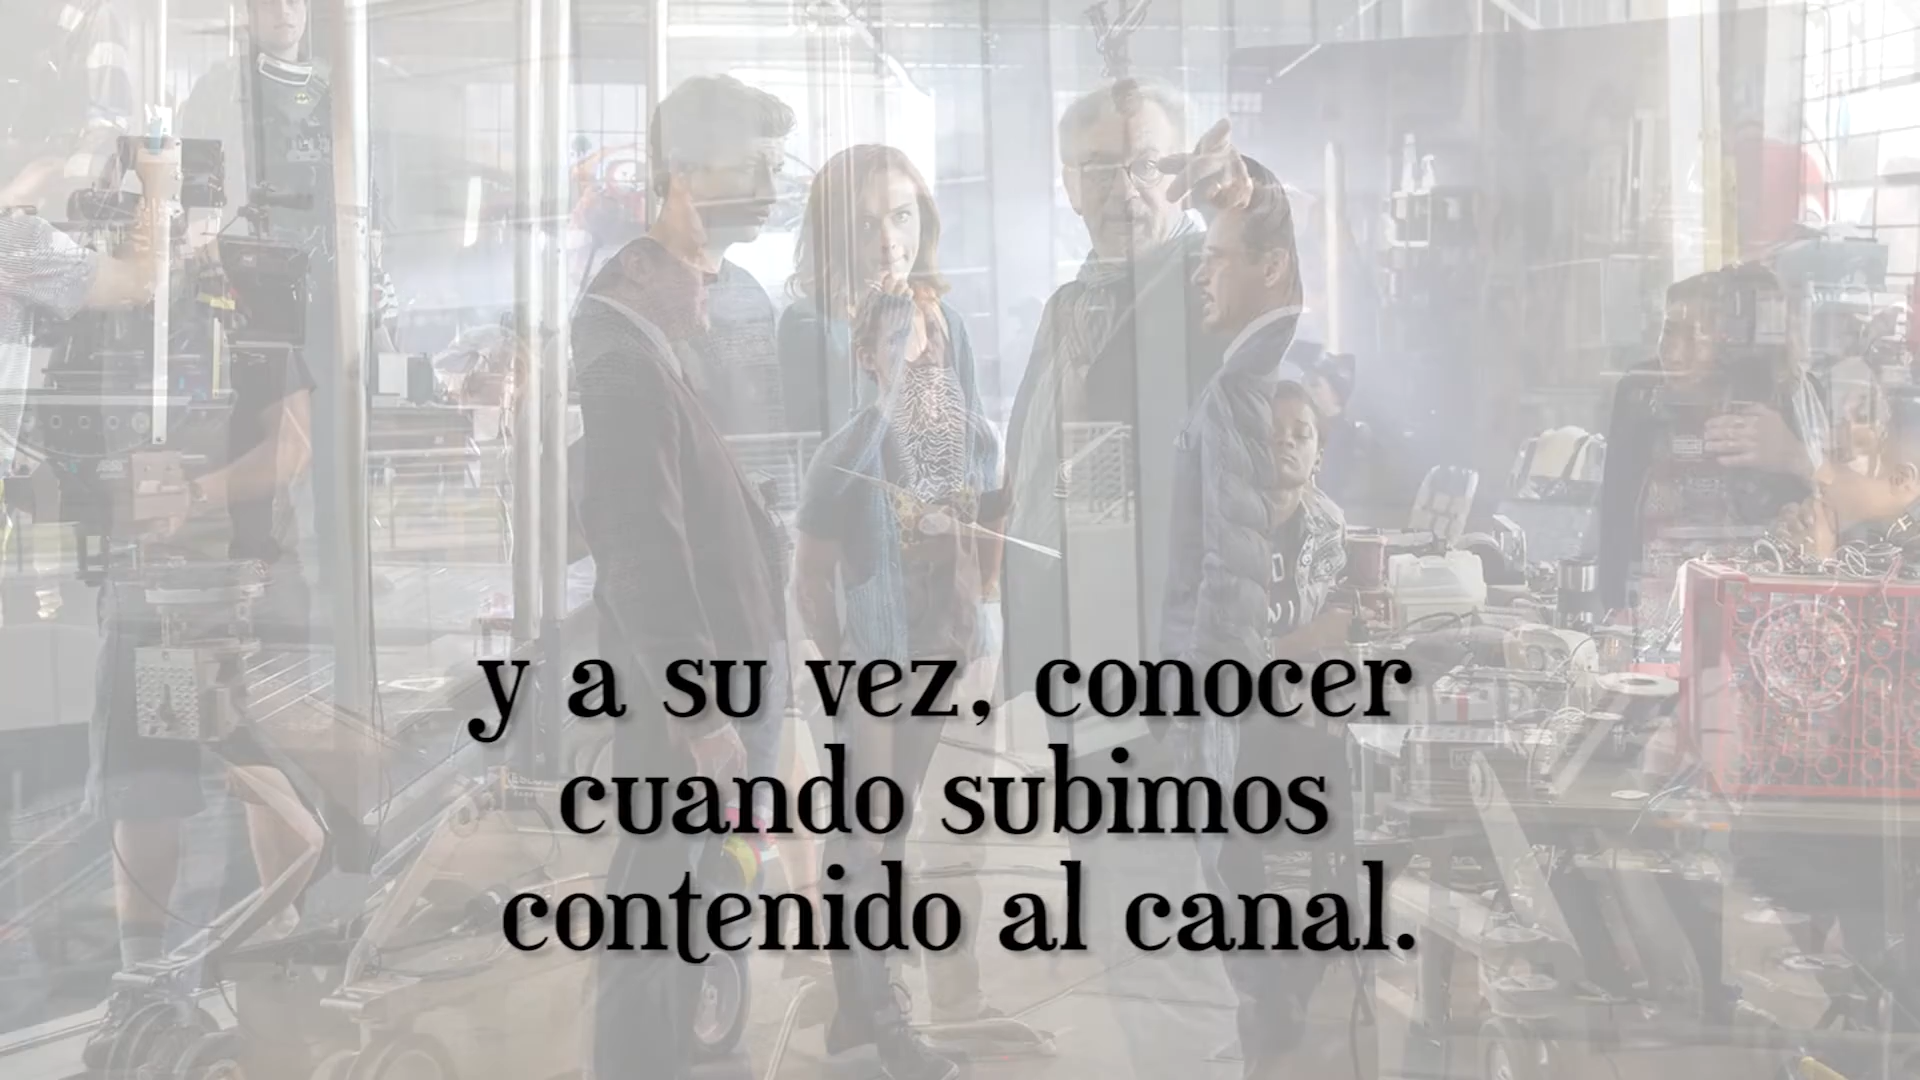 y a su vez, conocer
cuando subimos
contenido al canal.